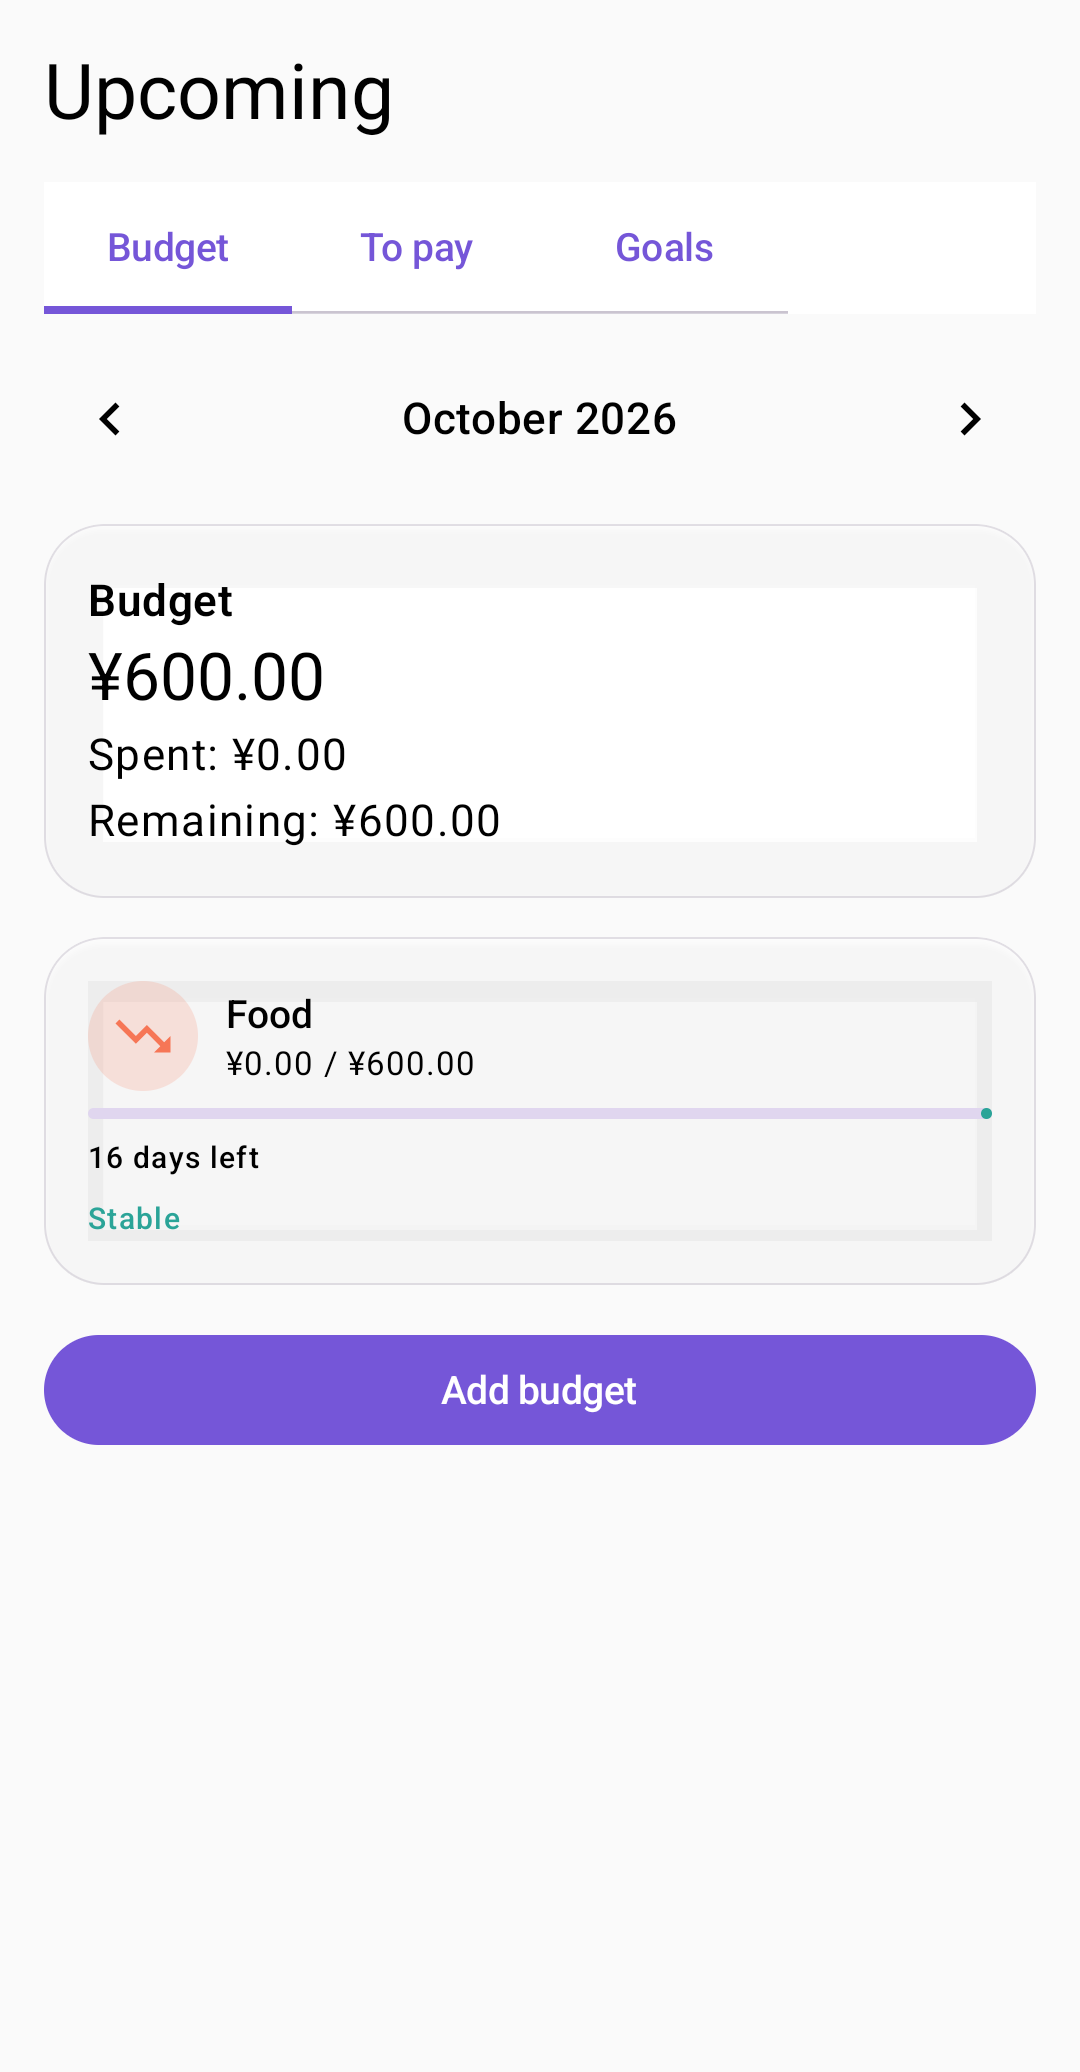 Upcoming
Budget
To pay
Goals
October 2026
Budget
¥600.00
Spent: ¥0.00
Remaining: ¥600.00
Food
¥0.00 / ¥600.00
16 days left
Stable
Add budget